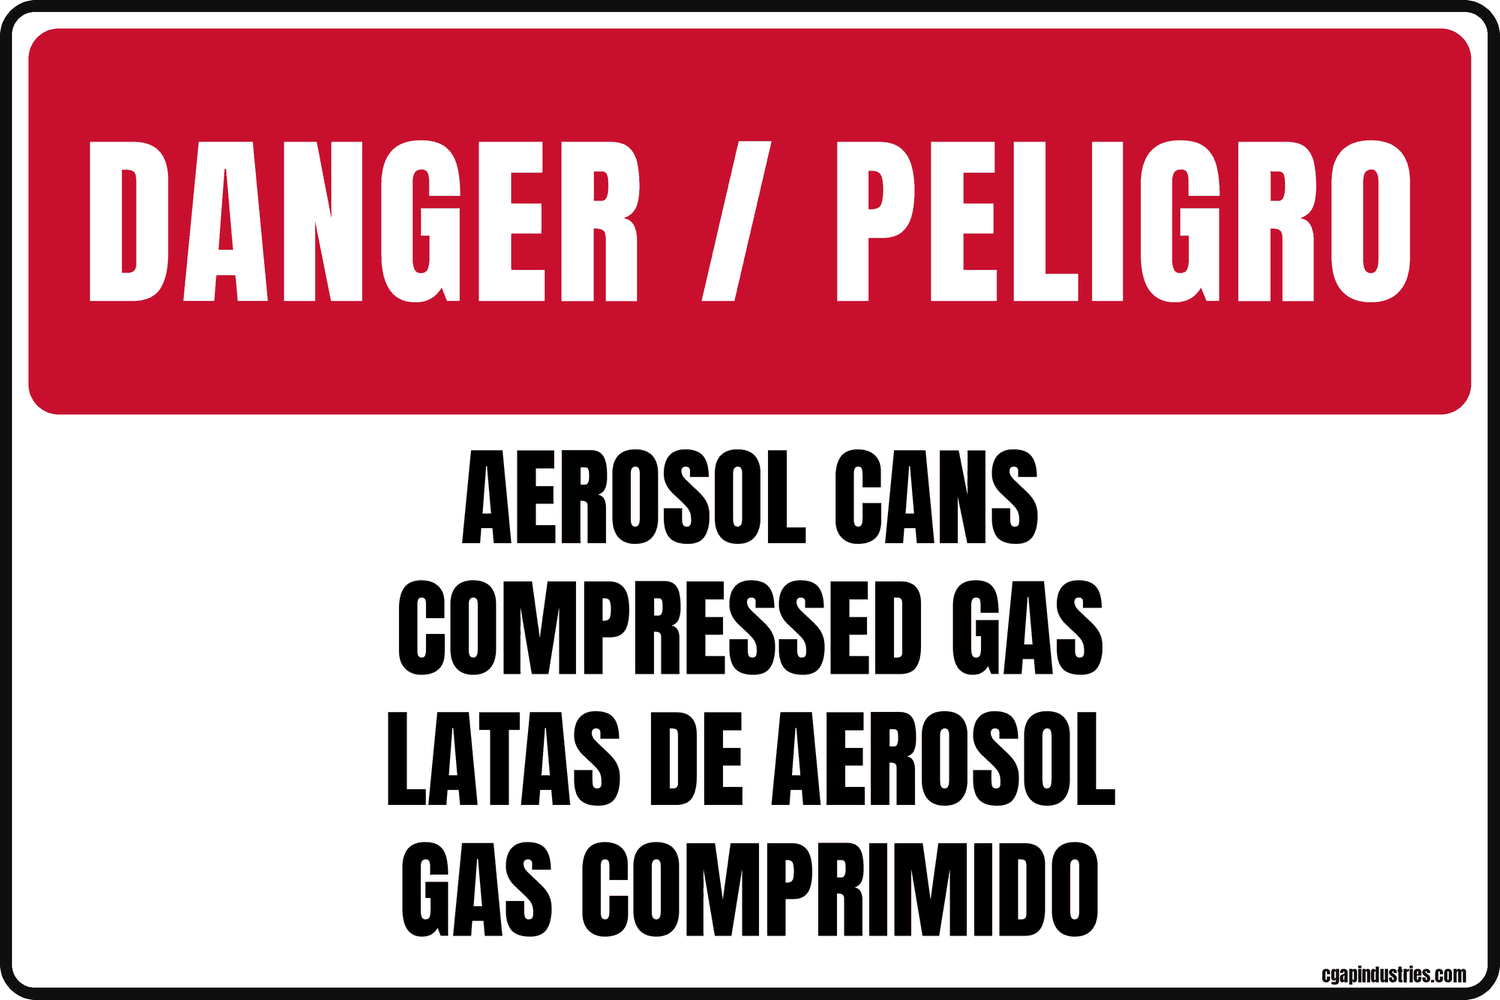 DANGER / PELIGRO
AEROSOL CANS
COMPRESSED GAS
LATAS DE AEROSOL
GAS COMPRIMIDO
cgapindustries.com